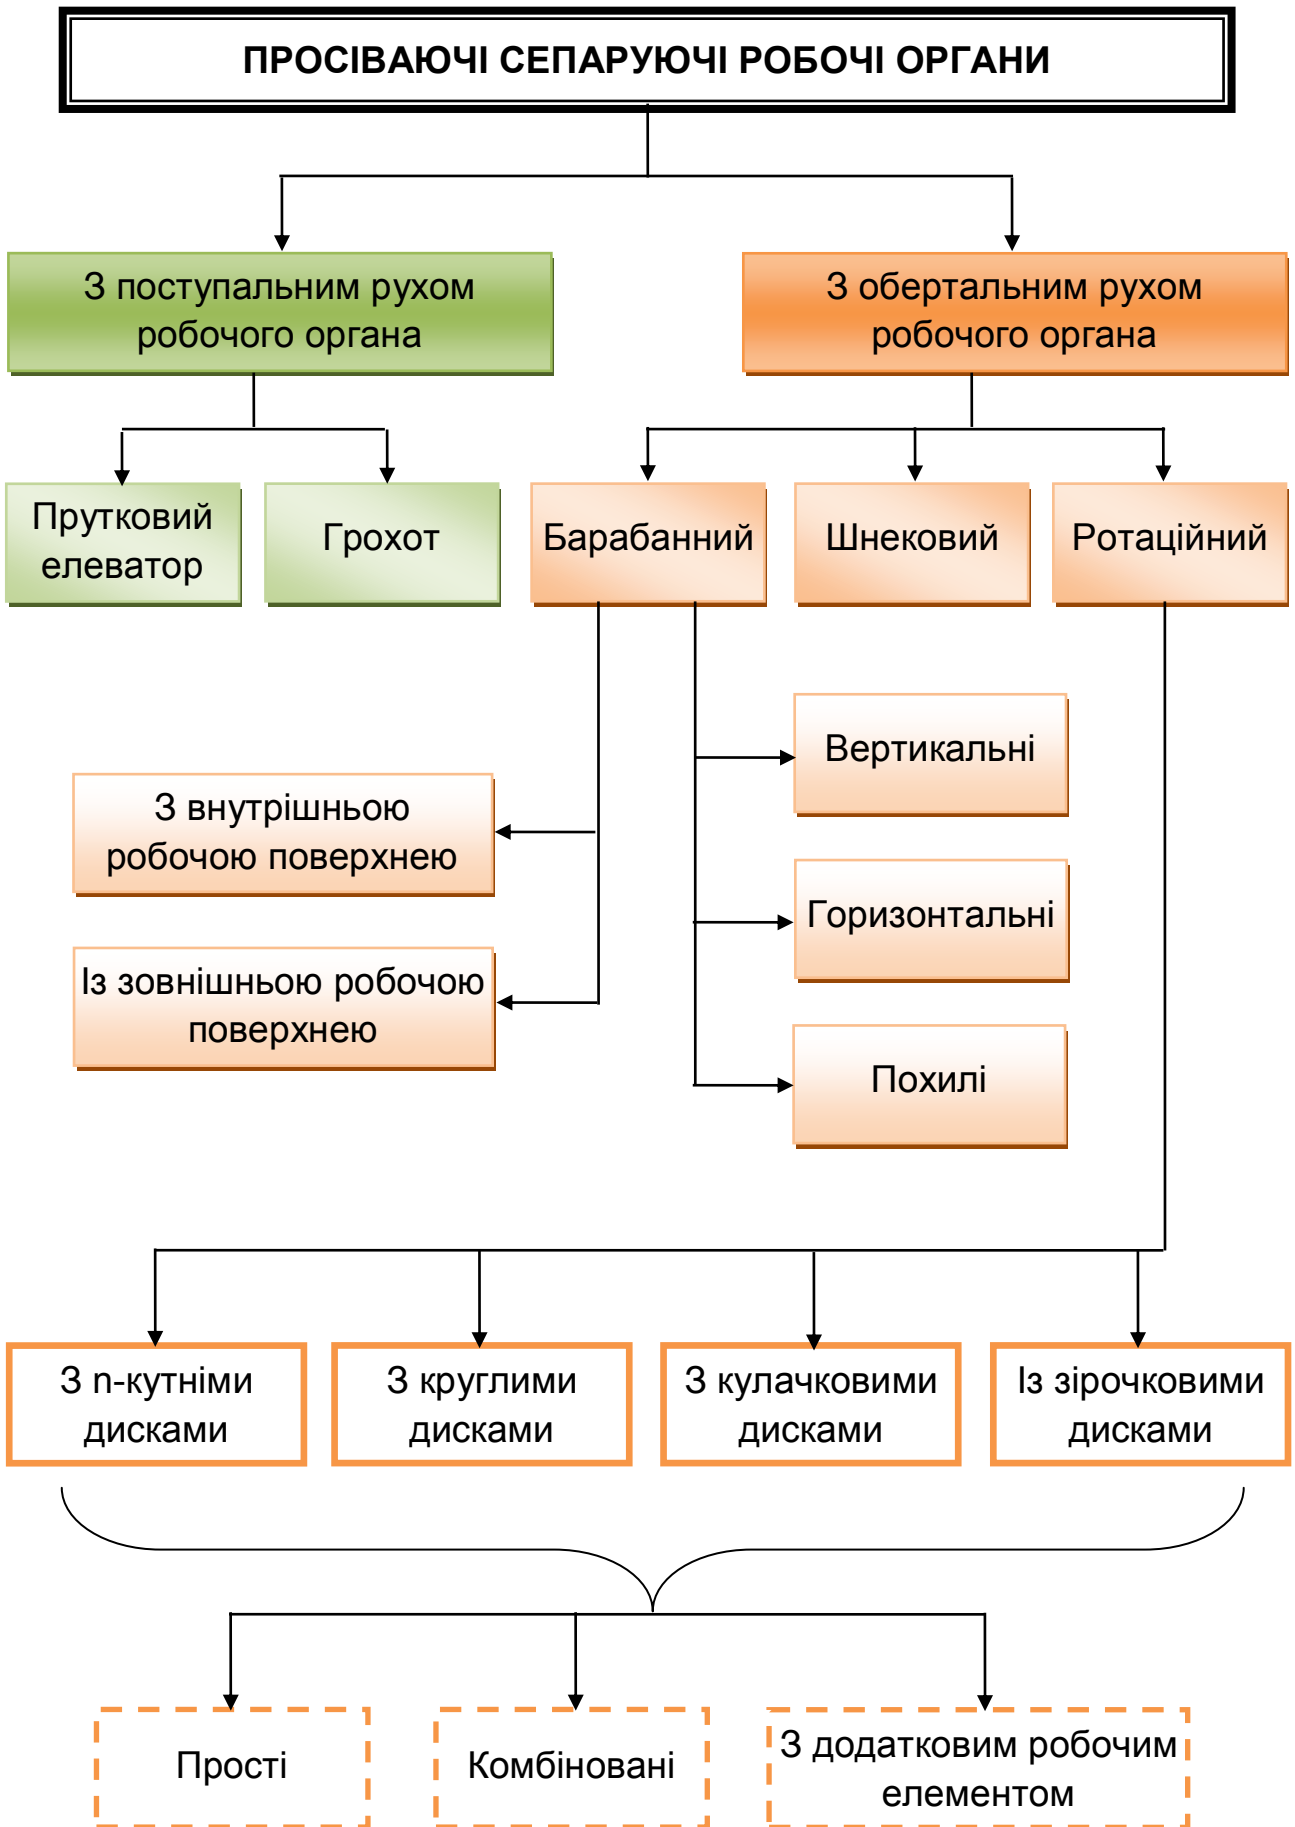 ПРОСІВАЮЧІ СЕПАРУЮЧІ РОБОЧІ ОРГАНИ
З поступальним рухом
робочого органа
З обертальним рухом
робочого органа
Прутковий
елеватор
Грохот
Барабанний
Шнековий
Ротаційний
Вертикальні
З внутрішньою
робочою поверхнею
Горизонтальні
Із зовнішньою робочою
поверхнею
Похилі
З n-кутніми
дисками
З круглими
дисками
З кулачковими
дисками
Із зірочковими
дисками
Прості
Комбіновані
З додатковим робочим
елементом